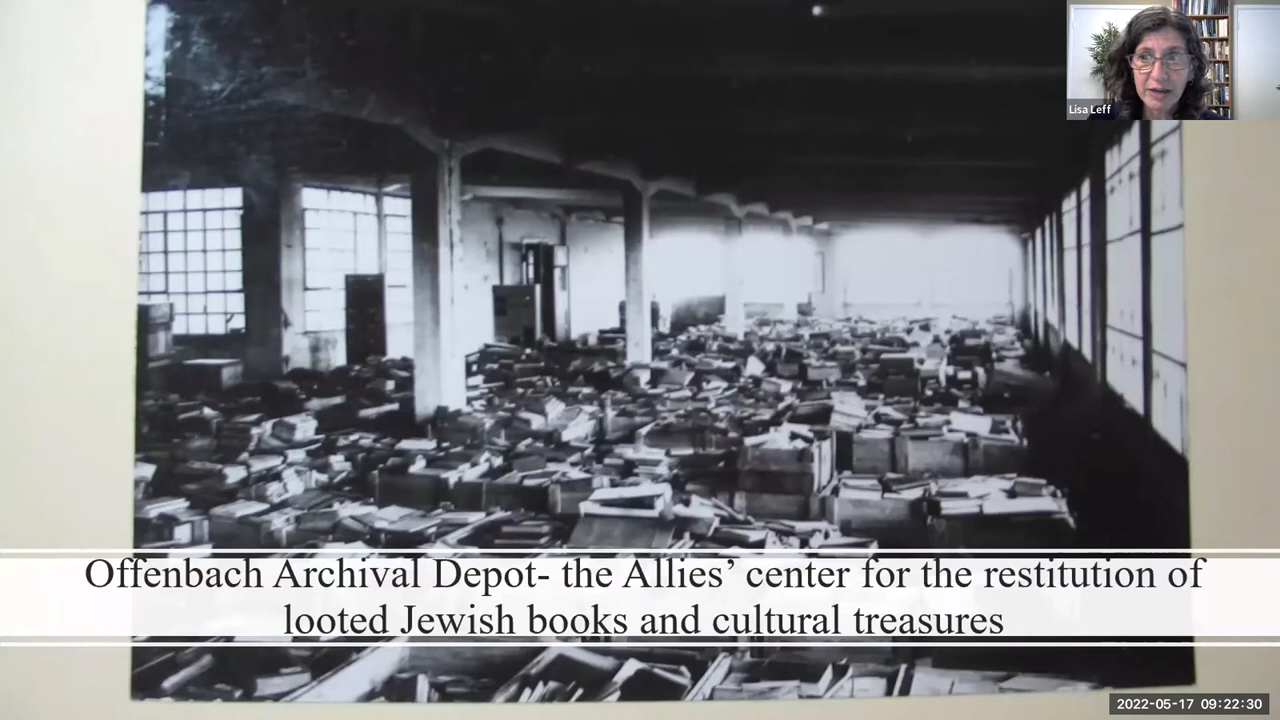 Lisa Leff
Offenbach Archival Depot- the Allies’ center for the restitution of
looted Jewish books and cultural treasures
2022-05-17 09:22:30